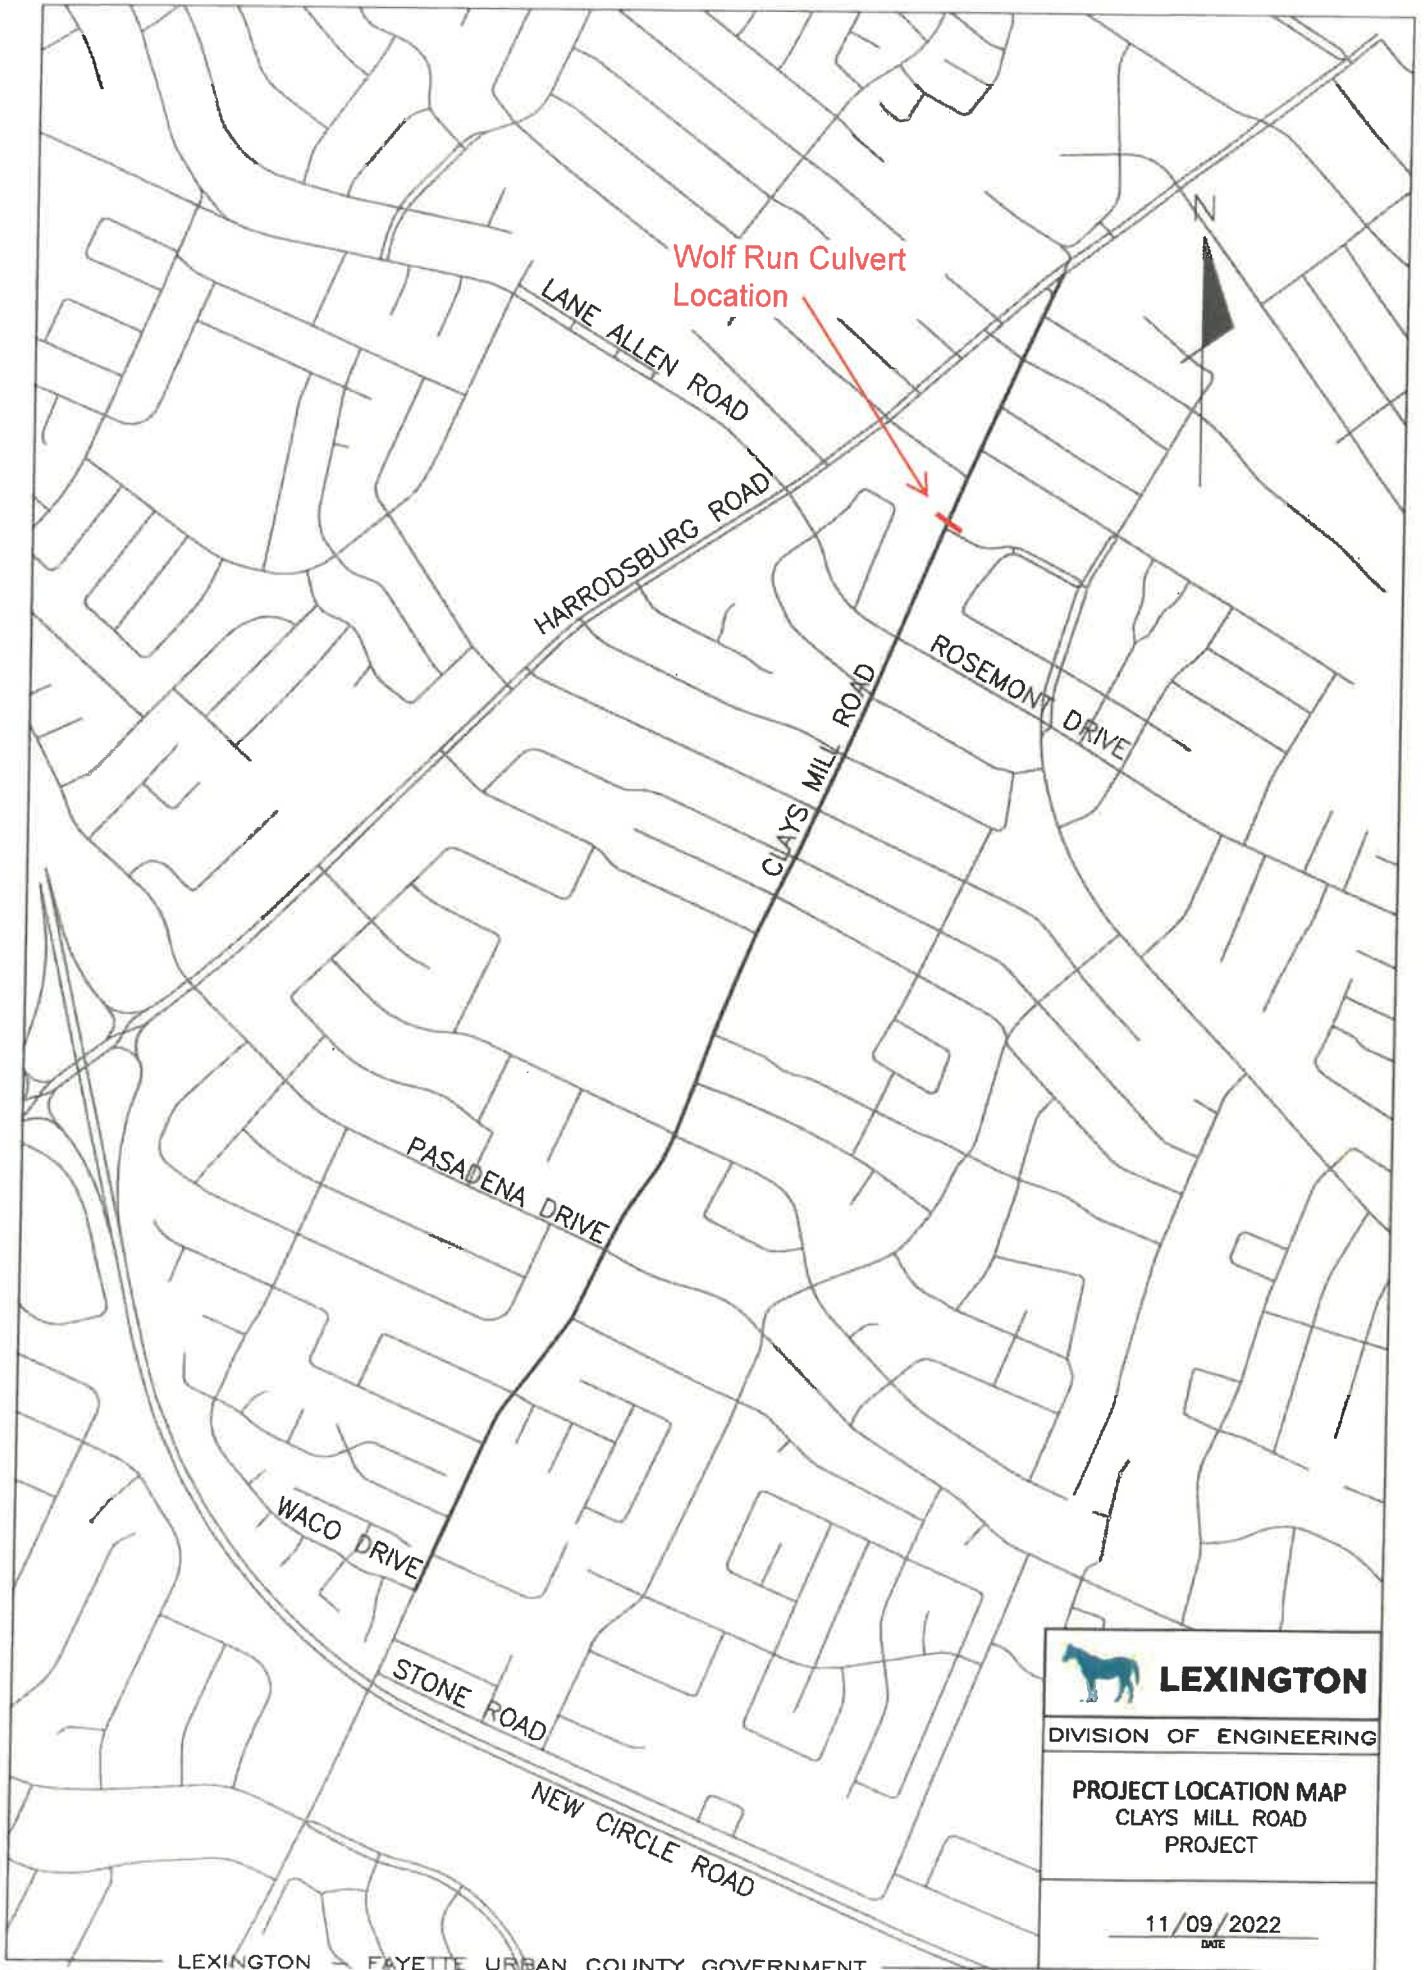 N
Wolf Run Culvert
Location
LANE ALLEN ROAD
HARRODSBURG ROAD
ROSEMONT DRIVE
CLAYS MILL ROAD
PASADENA DRIVE
WACO DRIVE
STONE ROAD
NEW CIRCLE ROAD
LEXINGTON
DIVISION OF ENGINEERING
PROJECT LOCATION MAP
CLAYS MILL ROAD
PROJECT
11/09/2022
DATE
LEXINGTON - FAYETTE URBAN COUNTY GOVERNMENT